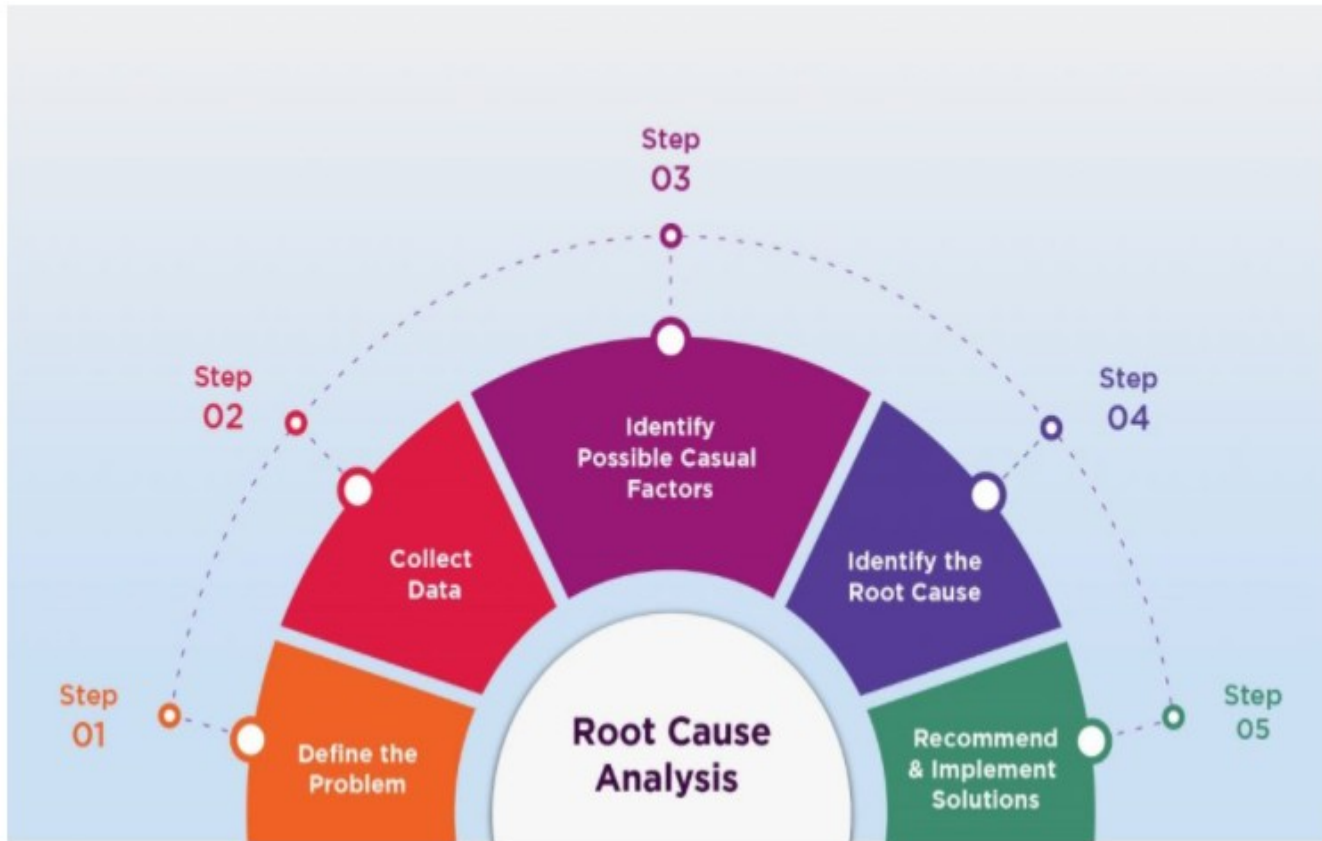 Step
01
Define the
Problem
Step
02
Collect
Data
Step
03
Identify
Possible Casual
Factors
Step
04
Identify the
Root Cause
Step
05
Recommend
& Implement
Solutions
Root Cause
Analysis